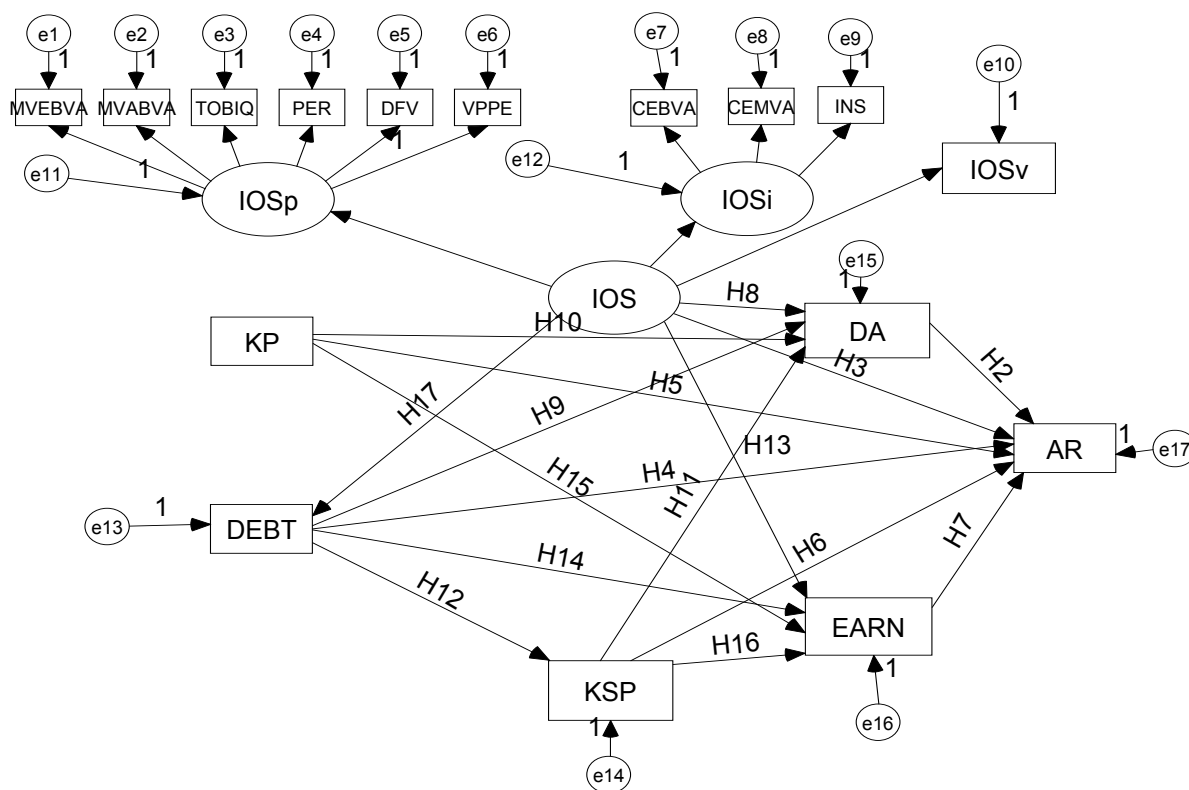 e1 e2 e3 e4 e5 e6 e7 e8 e9
1 1 1 1 1 1 1 1 1
e10
1
MVEBVA MVABVA TOBIQ PER DFV VPPE CEBVA CEMVA INS
1
e11
1
e12
1
IOSv
IOSp
IOSi
e15
1
IOS
H8
DA
KP
H10
H3
H2
H5
H17
H9
H13
AR
1
e17
H4
H15
H11
e13
1
DEBT
H14
H6
H7
H12
EARN
H16
KSP
1
1
e16
e14